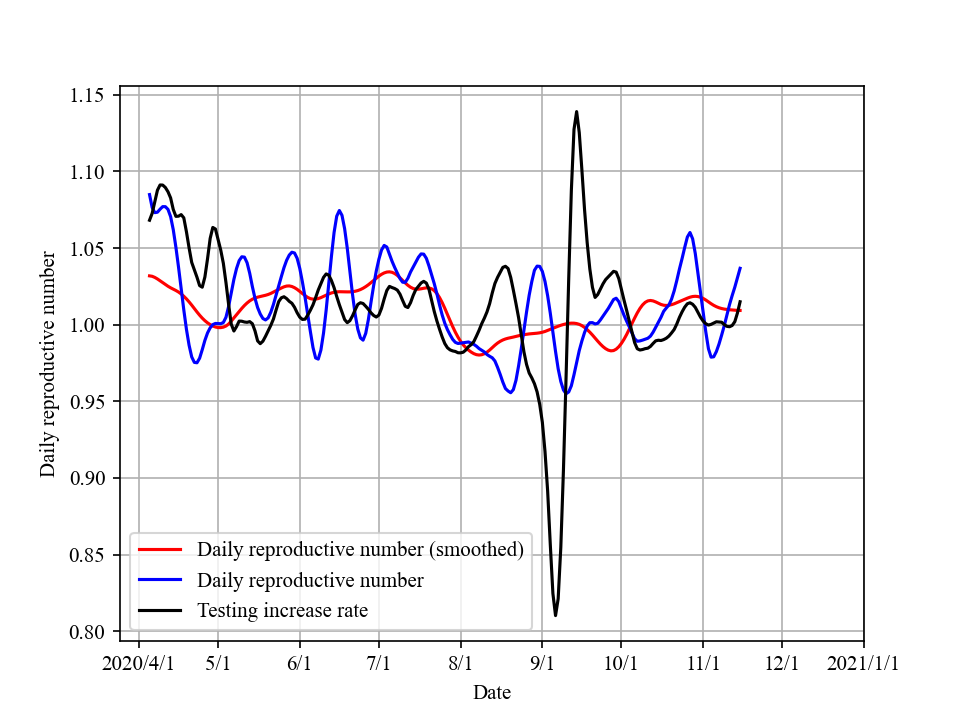 1.15
1.10
1.05
1.00
0.95
0.90
0.85
0.80
Daily reproductive number
Daily reproductive number (smoothed)
Daily reproductive number
Testing increase rate
2020/4/1 5/1 6/1 7/1 8/1 9/1 10/1 11/1 12/1 2021/1/1
Date